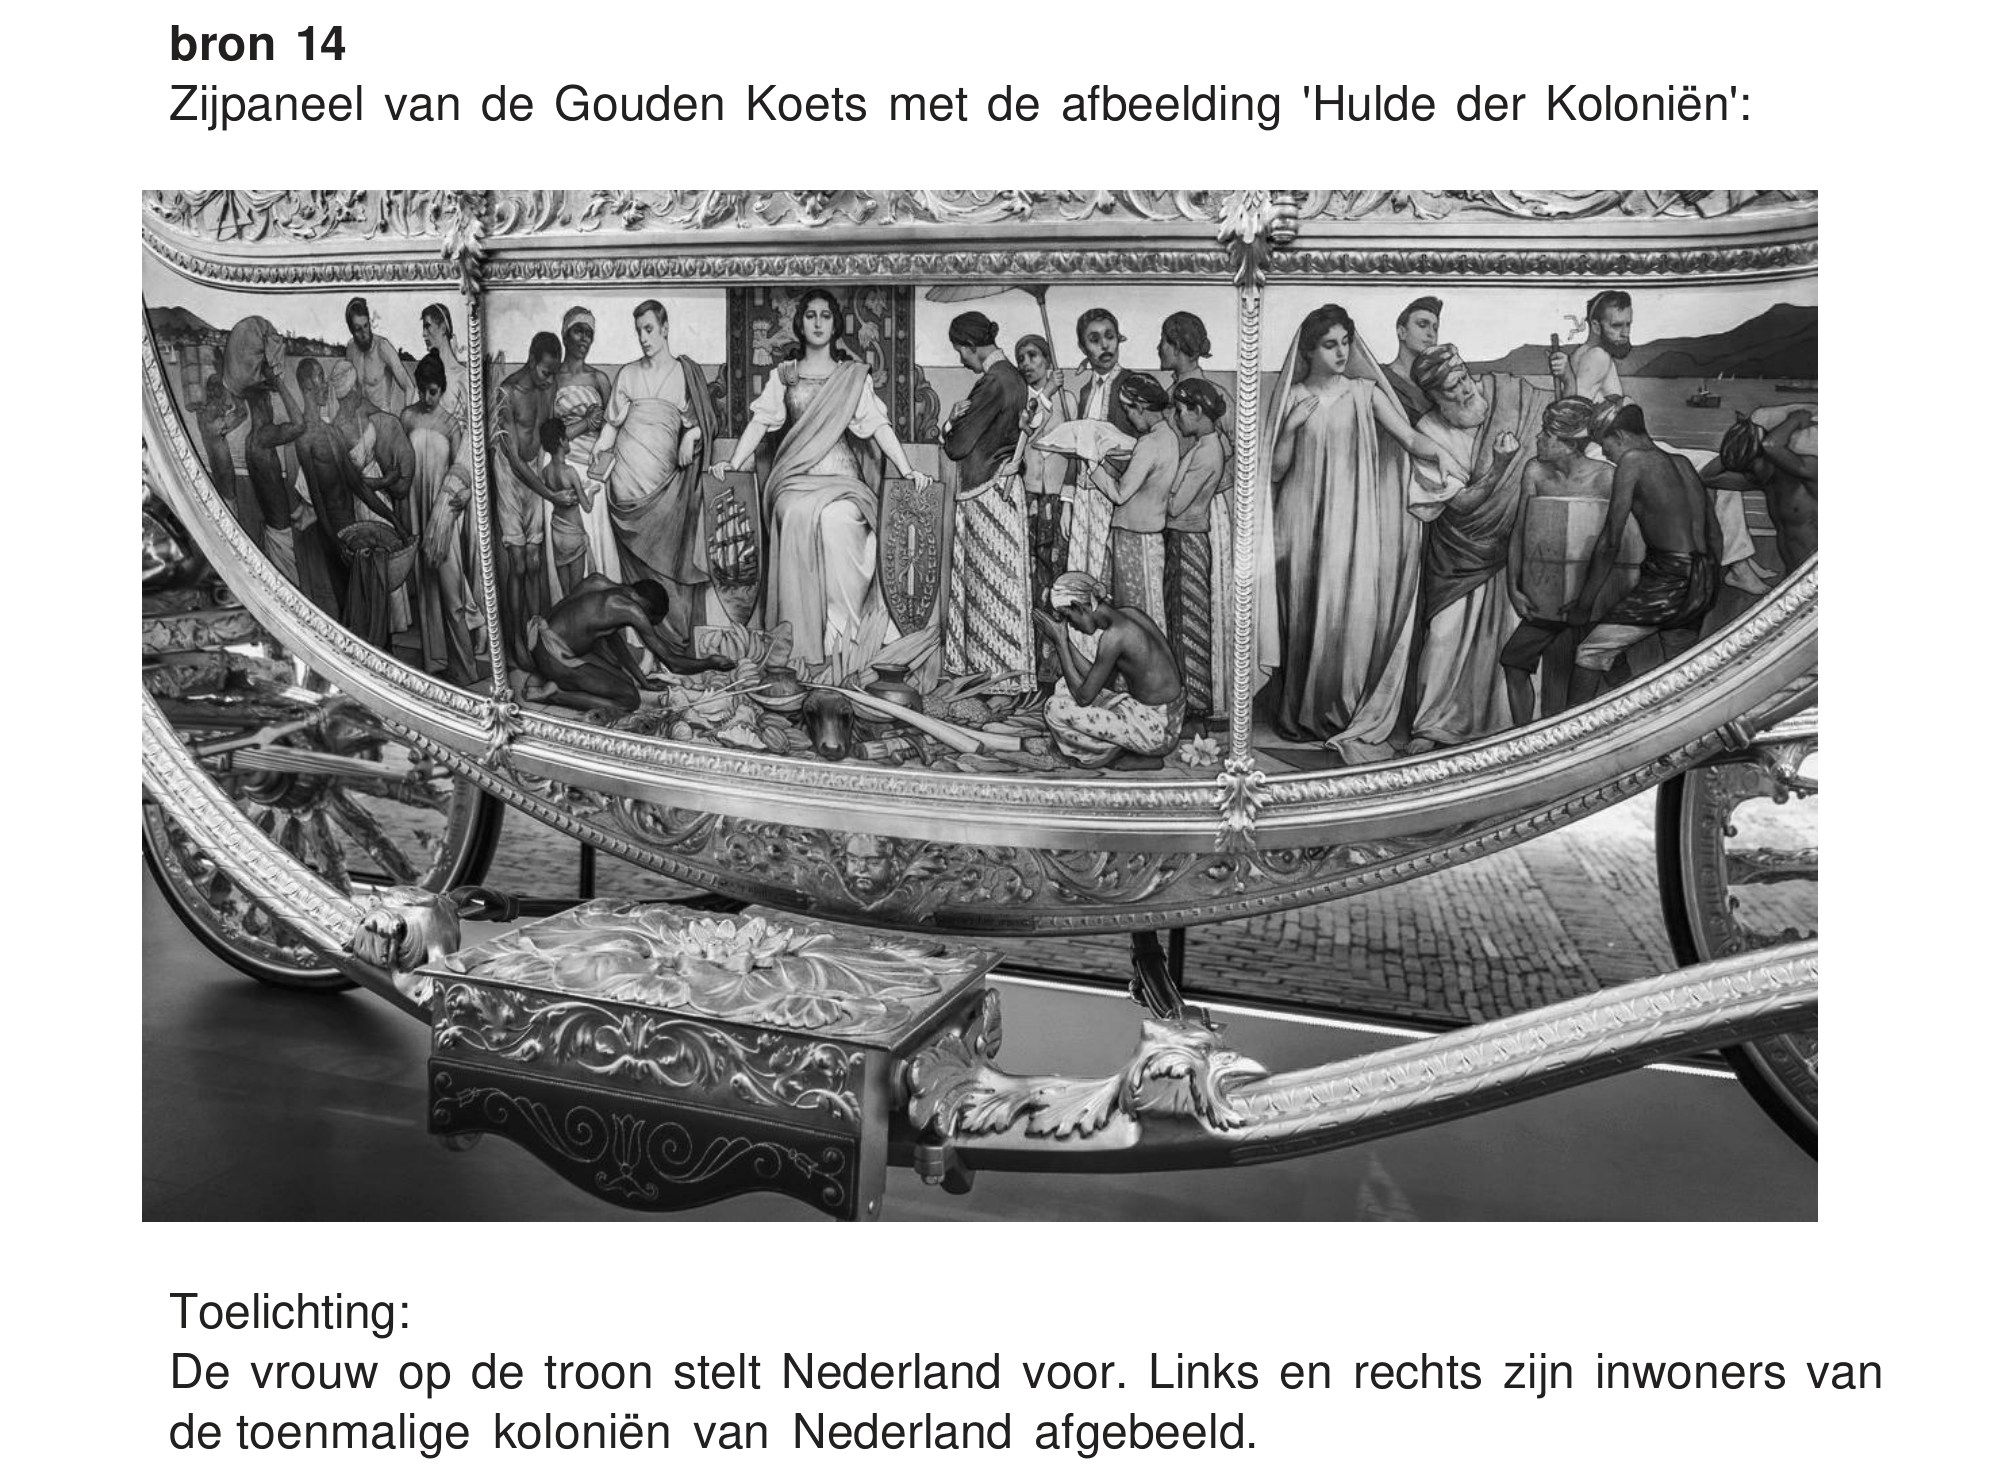 bron 14
Zijpaneel van de Gouden Koets met de afbeelding 'Hulde der Koloniën':
Toelichting:
De vrouw op de troon stelt Nederland voor. Links en rechts zijn inwoners van
de toenmalige koloniën van Nederland afgebeeld.